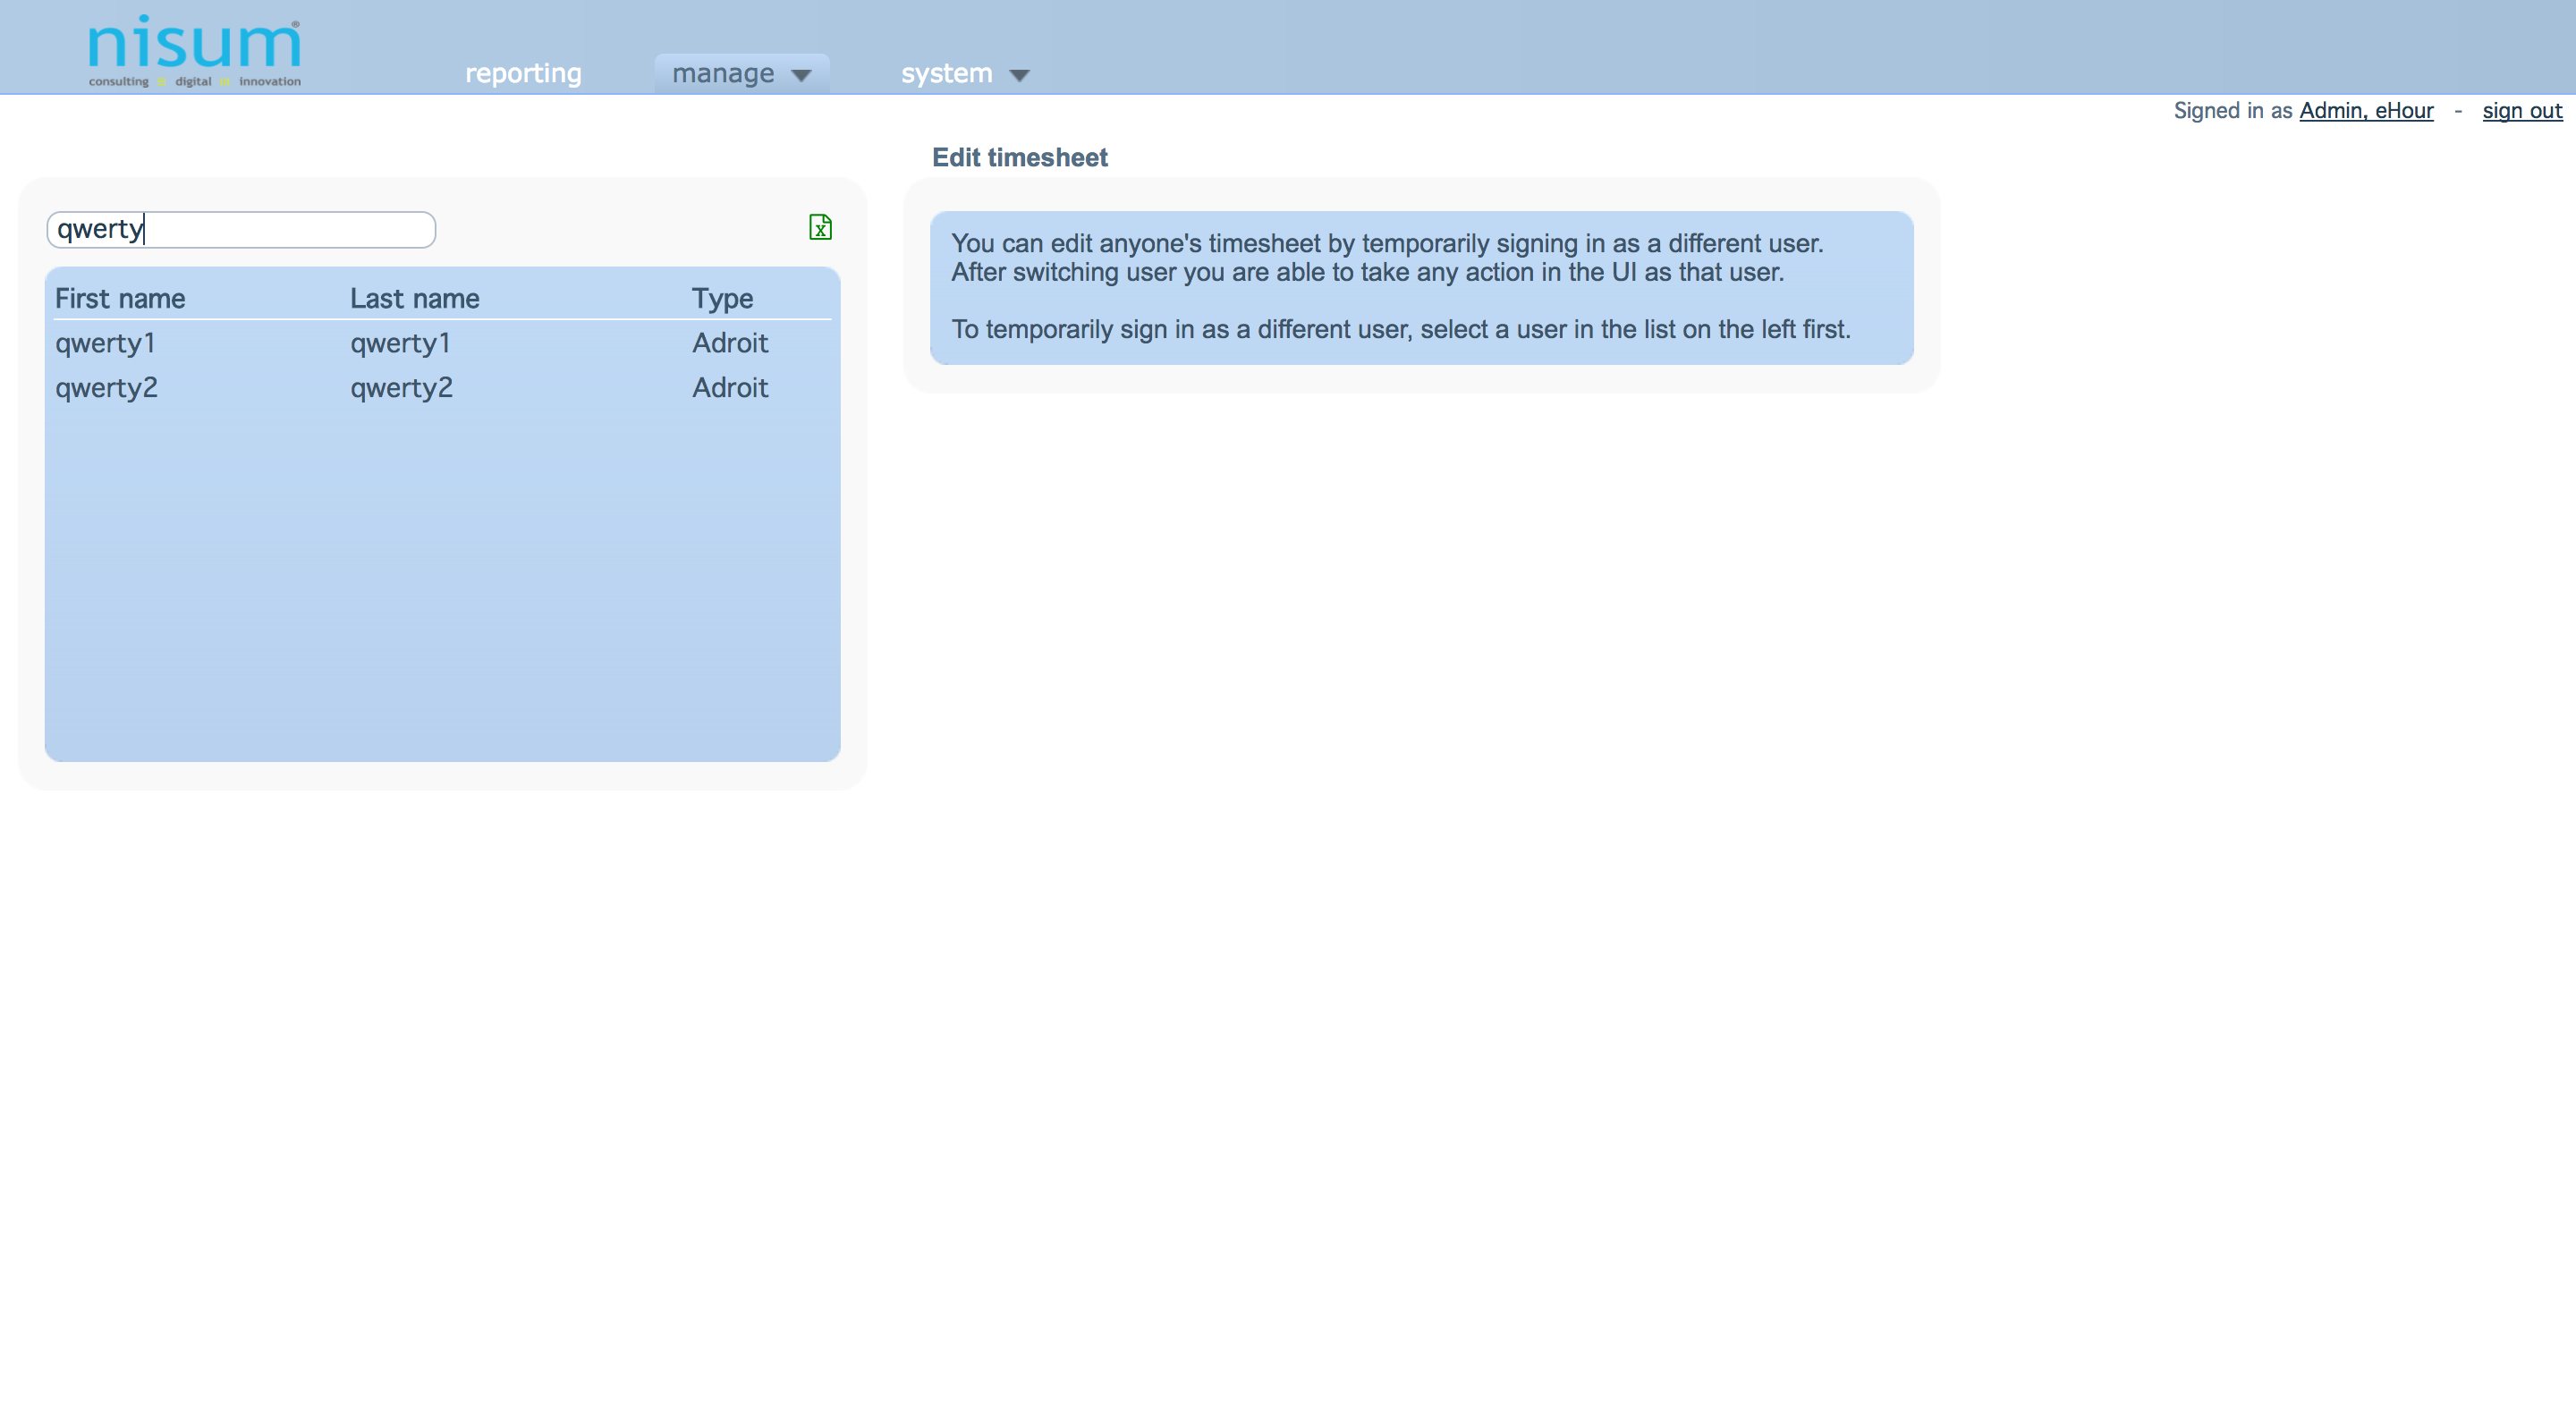 nisum®
consulting digital innovation
reporting manage system
Signed in as Admin, eHour - sign out
Edit timesheet
qwerty
First name Last name Type
qwerty1 qwerty1 Adroit
qwerty2 qwerty2 Adroit
You can edit anyone's timesheet by temporarily signing in as a different user.
After switching user you are able to take any action in the UI as that user.
To temporarily sign in as a different user, select a user in the list on the left first.